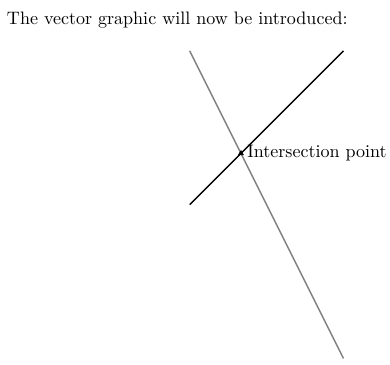 The vector graphic will now be introduced:
Intersection point